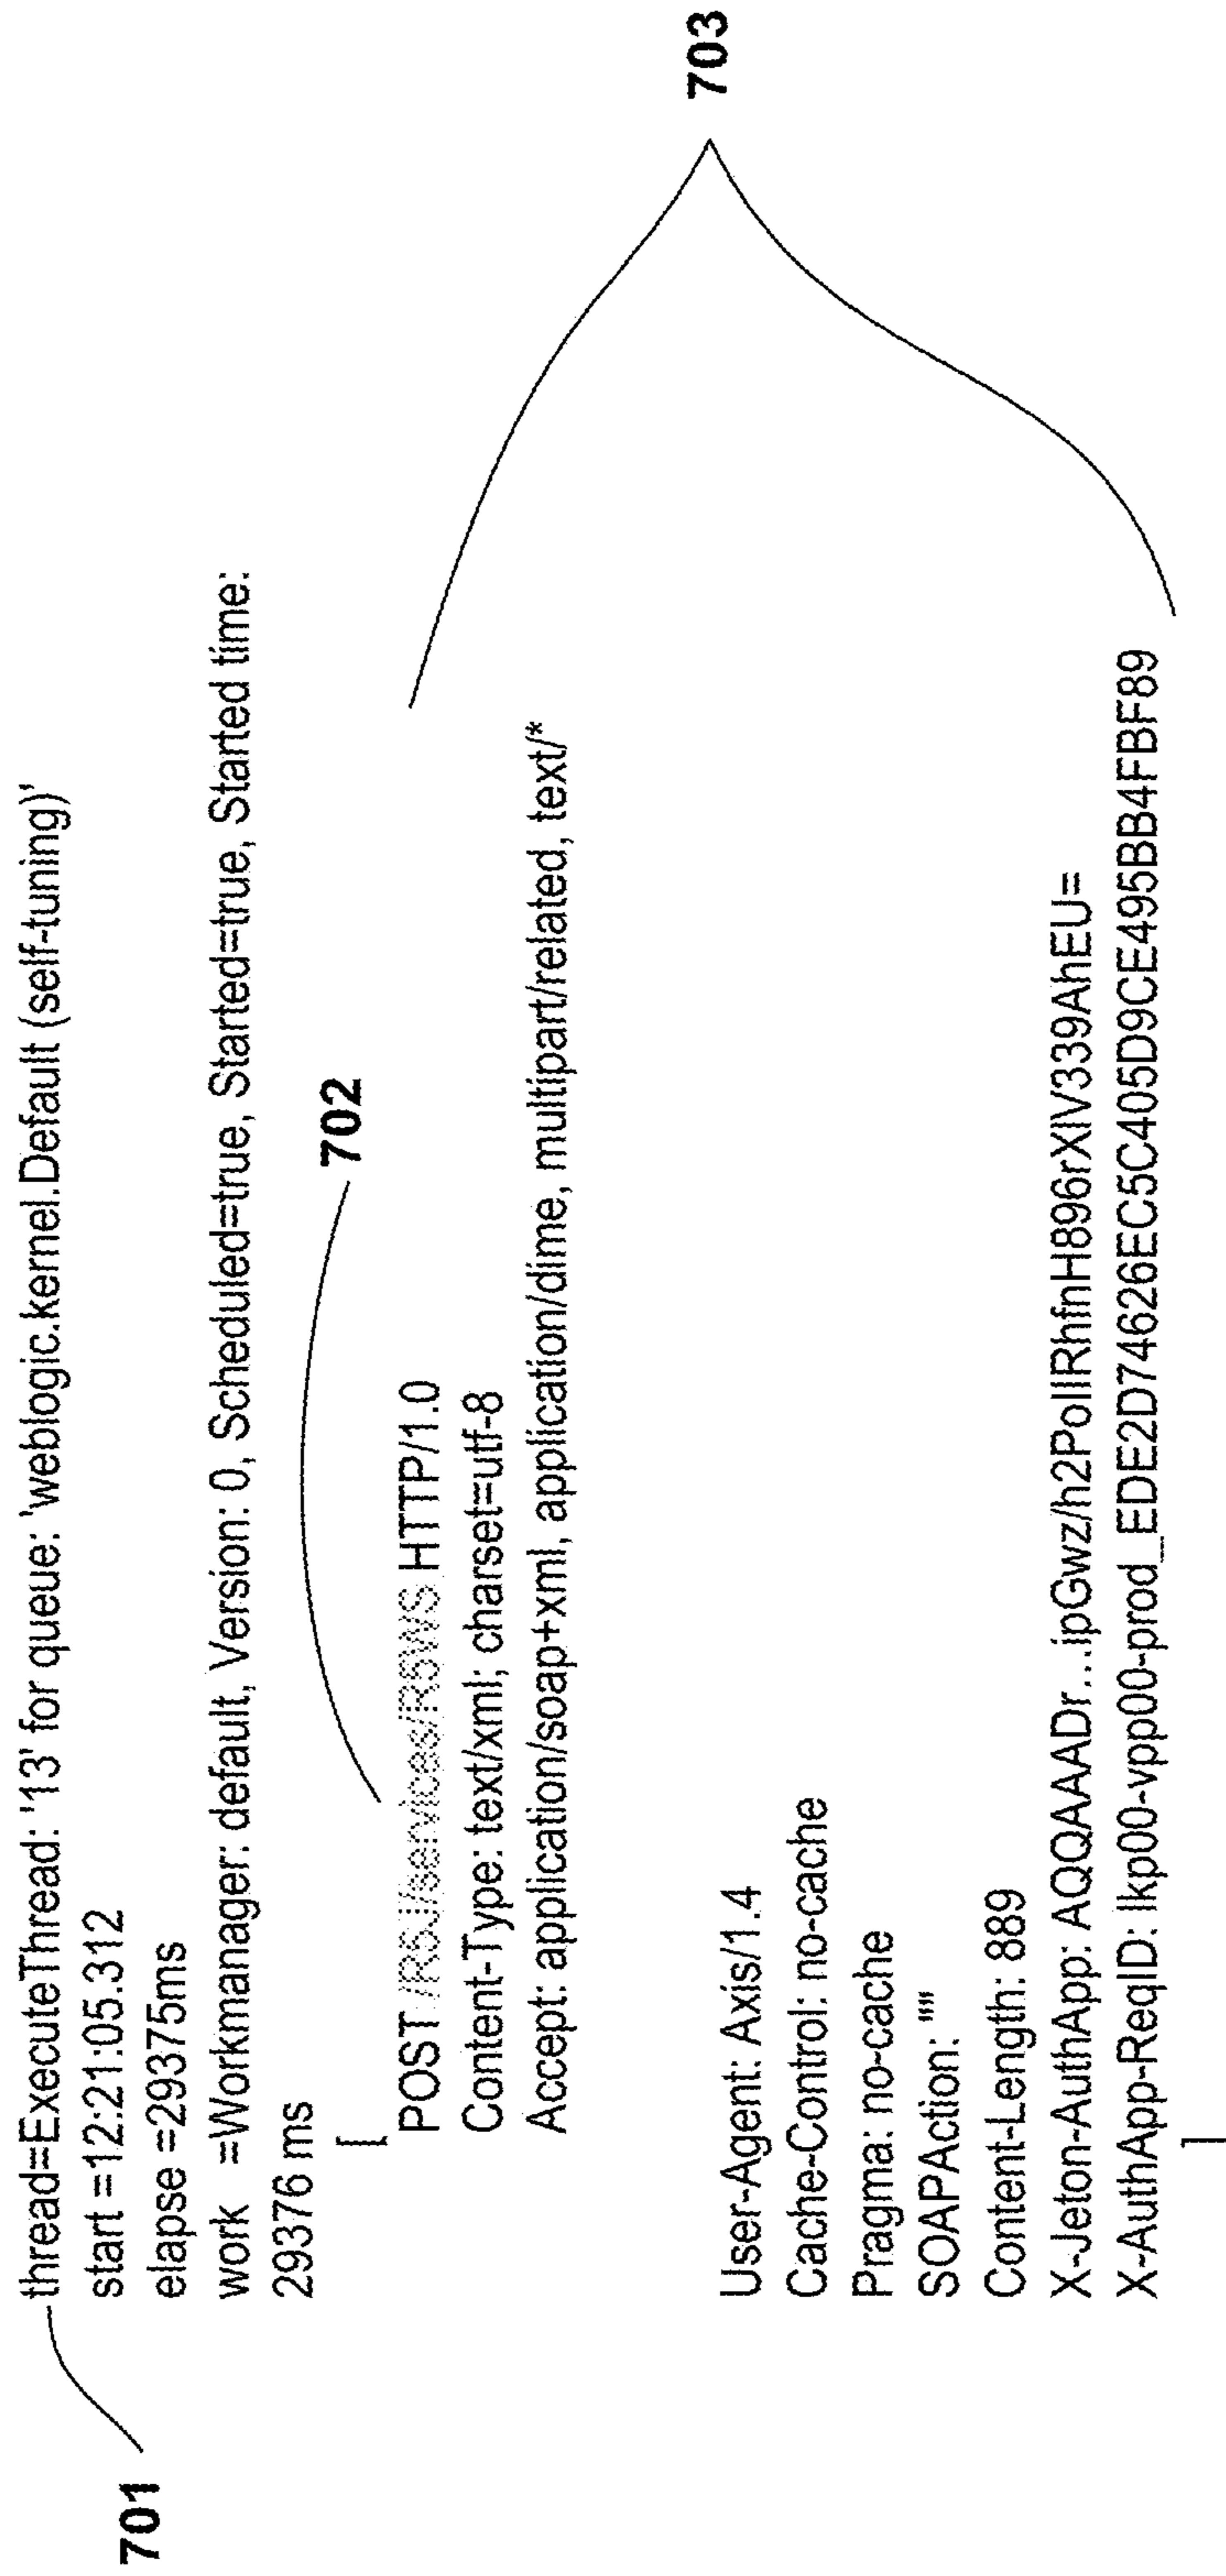 701
thread=ExecuteThread: '13' for queue: 'weblogic.kernel.Default (self-tuning)'
start =12:21:05.312
elapse =29375ms
work =Workmanager: default, Version: 0, Scheduled=true, Started=true, Started time:
29376 ms
[
702
POST /R6J/services/R6WS HTTP/1.0
Content-Type: text/xml; charset=utf-8
Accept: application/soap+xml, application/dime, multipart/related, text/*
703
User-Agent: Axis/1.4
Cache-Control: no-cache
Pragma: no-cache
SOAPAction: ""
Content-Length: 889
X-Jeton-AuthApp: AQQAAADr...ipGwz/h2PolIRhfnH896rXIV339AhEU=
X-AuthApp-ReqID: lkp00-vpp00-prod_EDE2D74626EC5C405D9CE495BB4FBF89
]